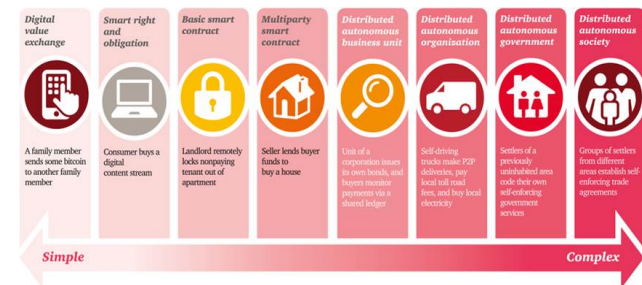 Digital
value
exchange
A family member
sends some bitcoin
to another family
member
Smart right
and
obligation
Consumer buys a
digital
content stream
Basic smart
contract
Landlord remotely
locks nonpaying
tenant out of
apartment
Multiparty
smart
contract
Seller lends buyer
funds to
buy a house
Distributed
autonomous
business unit
Unit of a
corporation issues
its own bonds, and
buyers monitor
payments via a
shared ledger
Distributed
autonomous
organisation
Self-driving
trucks make P2P
deliveries, pay
local toll road
fees, and buy local
electricity
Distributed
autonomous
government
Settlers of a
previously
uninhabited area
code their own
self-enforcing
government
services
Distributed
autonomous
society
Groups of settlers
from different
areas establish self-
enforcing trade
agreements
Simple
Complex